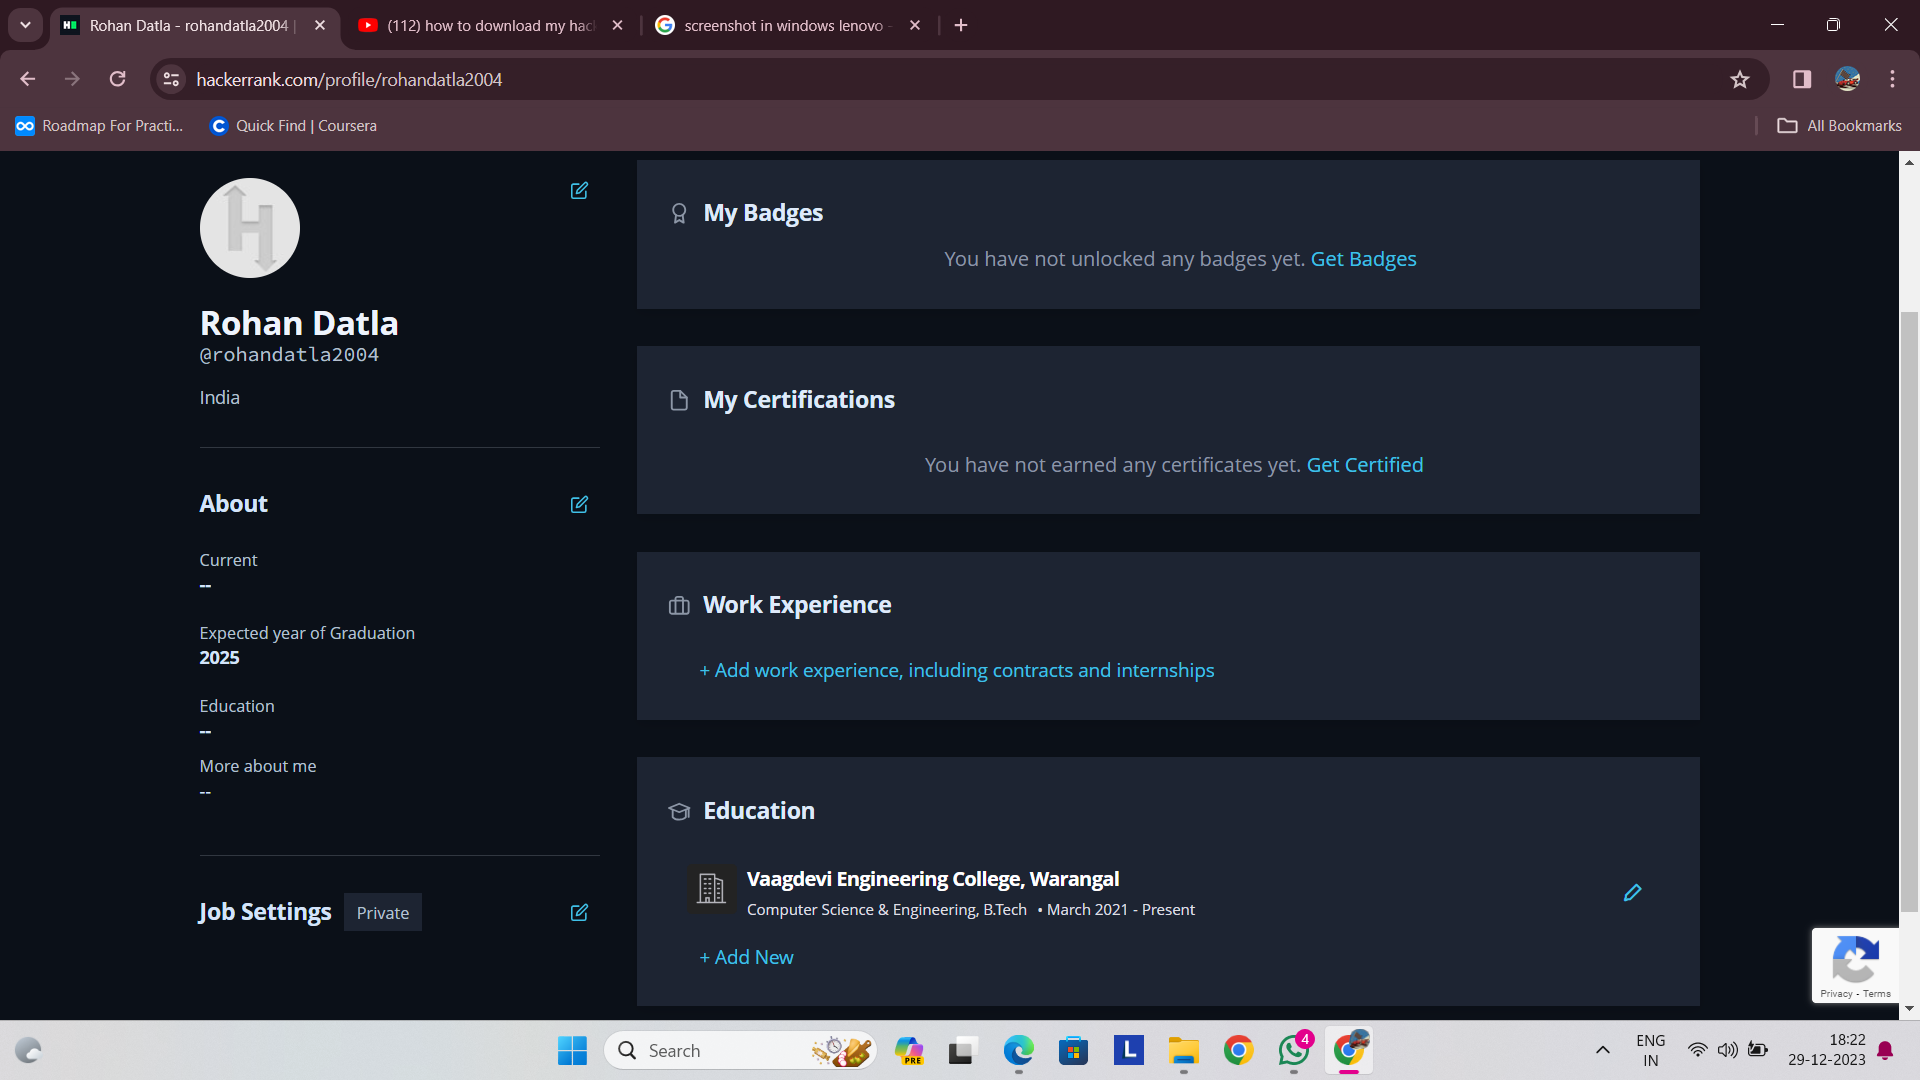 Rohan Datla - rohandatla2004 |
(112) how to download my hac
screenshot in windows lenovo -
hackerrank.com/profile/rohandatla2004
Roadmap For Practi...
Quick Find | Coursera
All Bookmarks
Rohan Datla
@rohandatla2004
India
About
Current
--
Expected year of Graduation
2025
Education
--
More about me
--
Job Settings
Private
My Badges
You have not unlocked any badges yet. Get Badges
My Certifications
You have not earned any certificates yet. Get Certified
Work Experience
+ Add work experience, including contracts and internships
Education
Vaagdevi Engineering College, Warangal
Computer Science & Engineering, B.Tech • March 2021 - Present
+ Add New
Privacy - Terms
Search
PRE
L
4
ENG
IN
18:22
29-12-2023